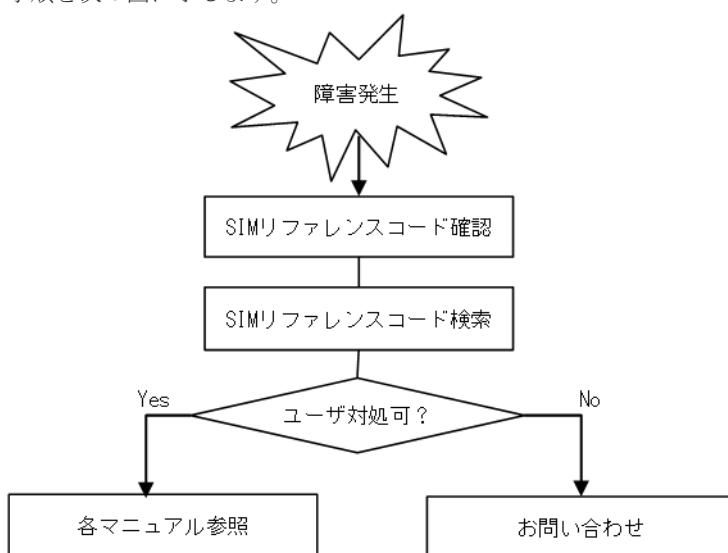 障害発生
SIMリファレンスコード確認
SIMリファレンスコード検索
Yes
No
ユーザ対処可？
各マニュアル参照
お問い合わせ